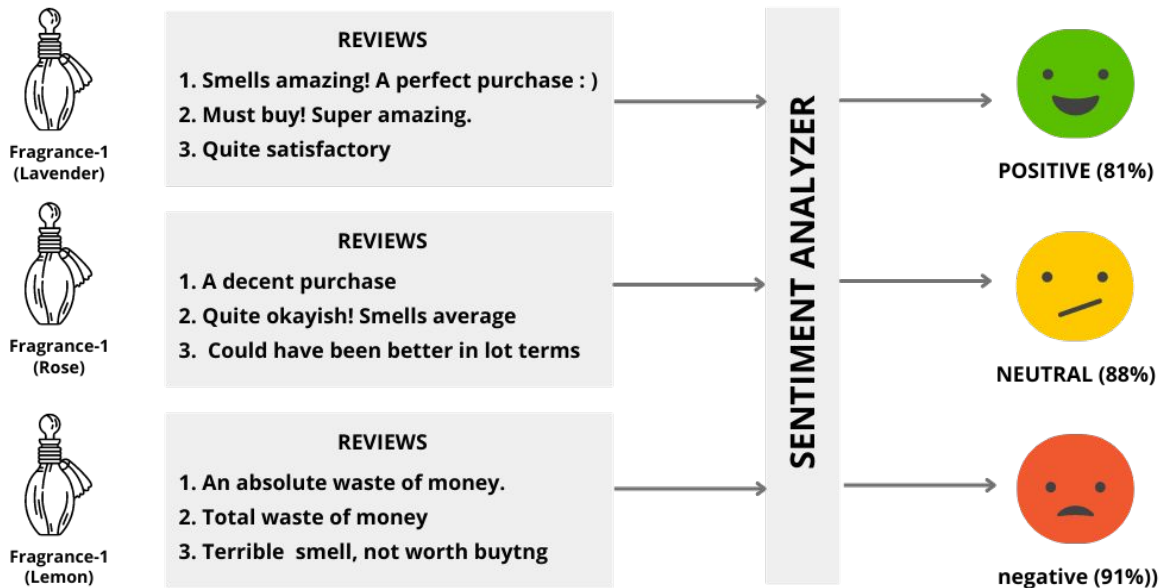 Fragrance-1
(Lavender)
REVIEWS
1. Smells amazing! A perfect purchase : )
2. Must buy! Super amazing.
3. Quite satisfactory
POSITIVE (81%)
Fragrance-1
(Rose)
REVIEWS
1. A decent purchase
2. Quite okayish! Smells average
3. Could have been better in lot terms
NEUTRAL (88%)
Fragrance-1
(Lemon)
REVIEWS
1. An absolute waste of money.
2. Total waste of money
3. Terrible smell, not worth buytng
negative (91%))
SENTIMENT ANALYZER